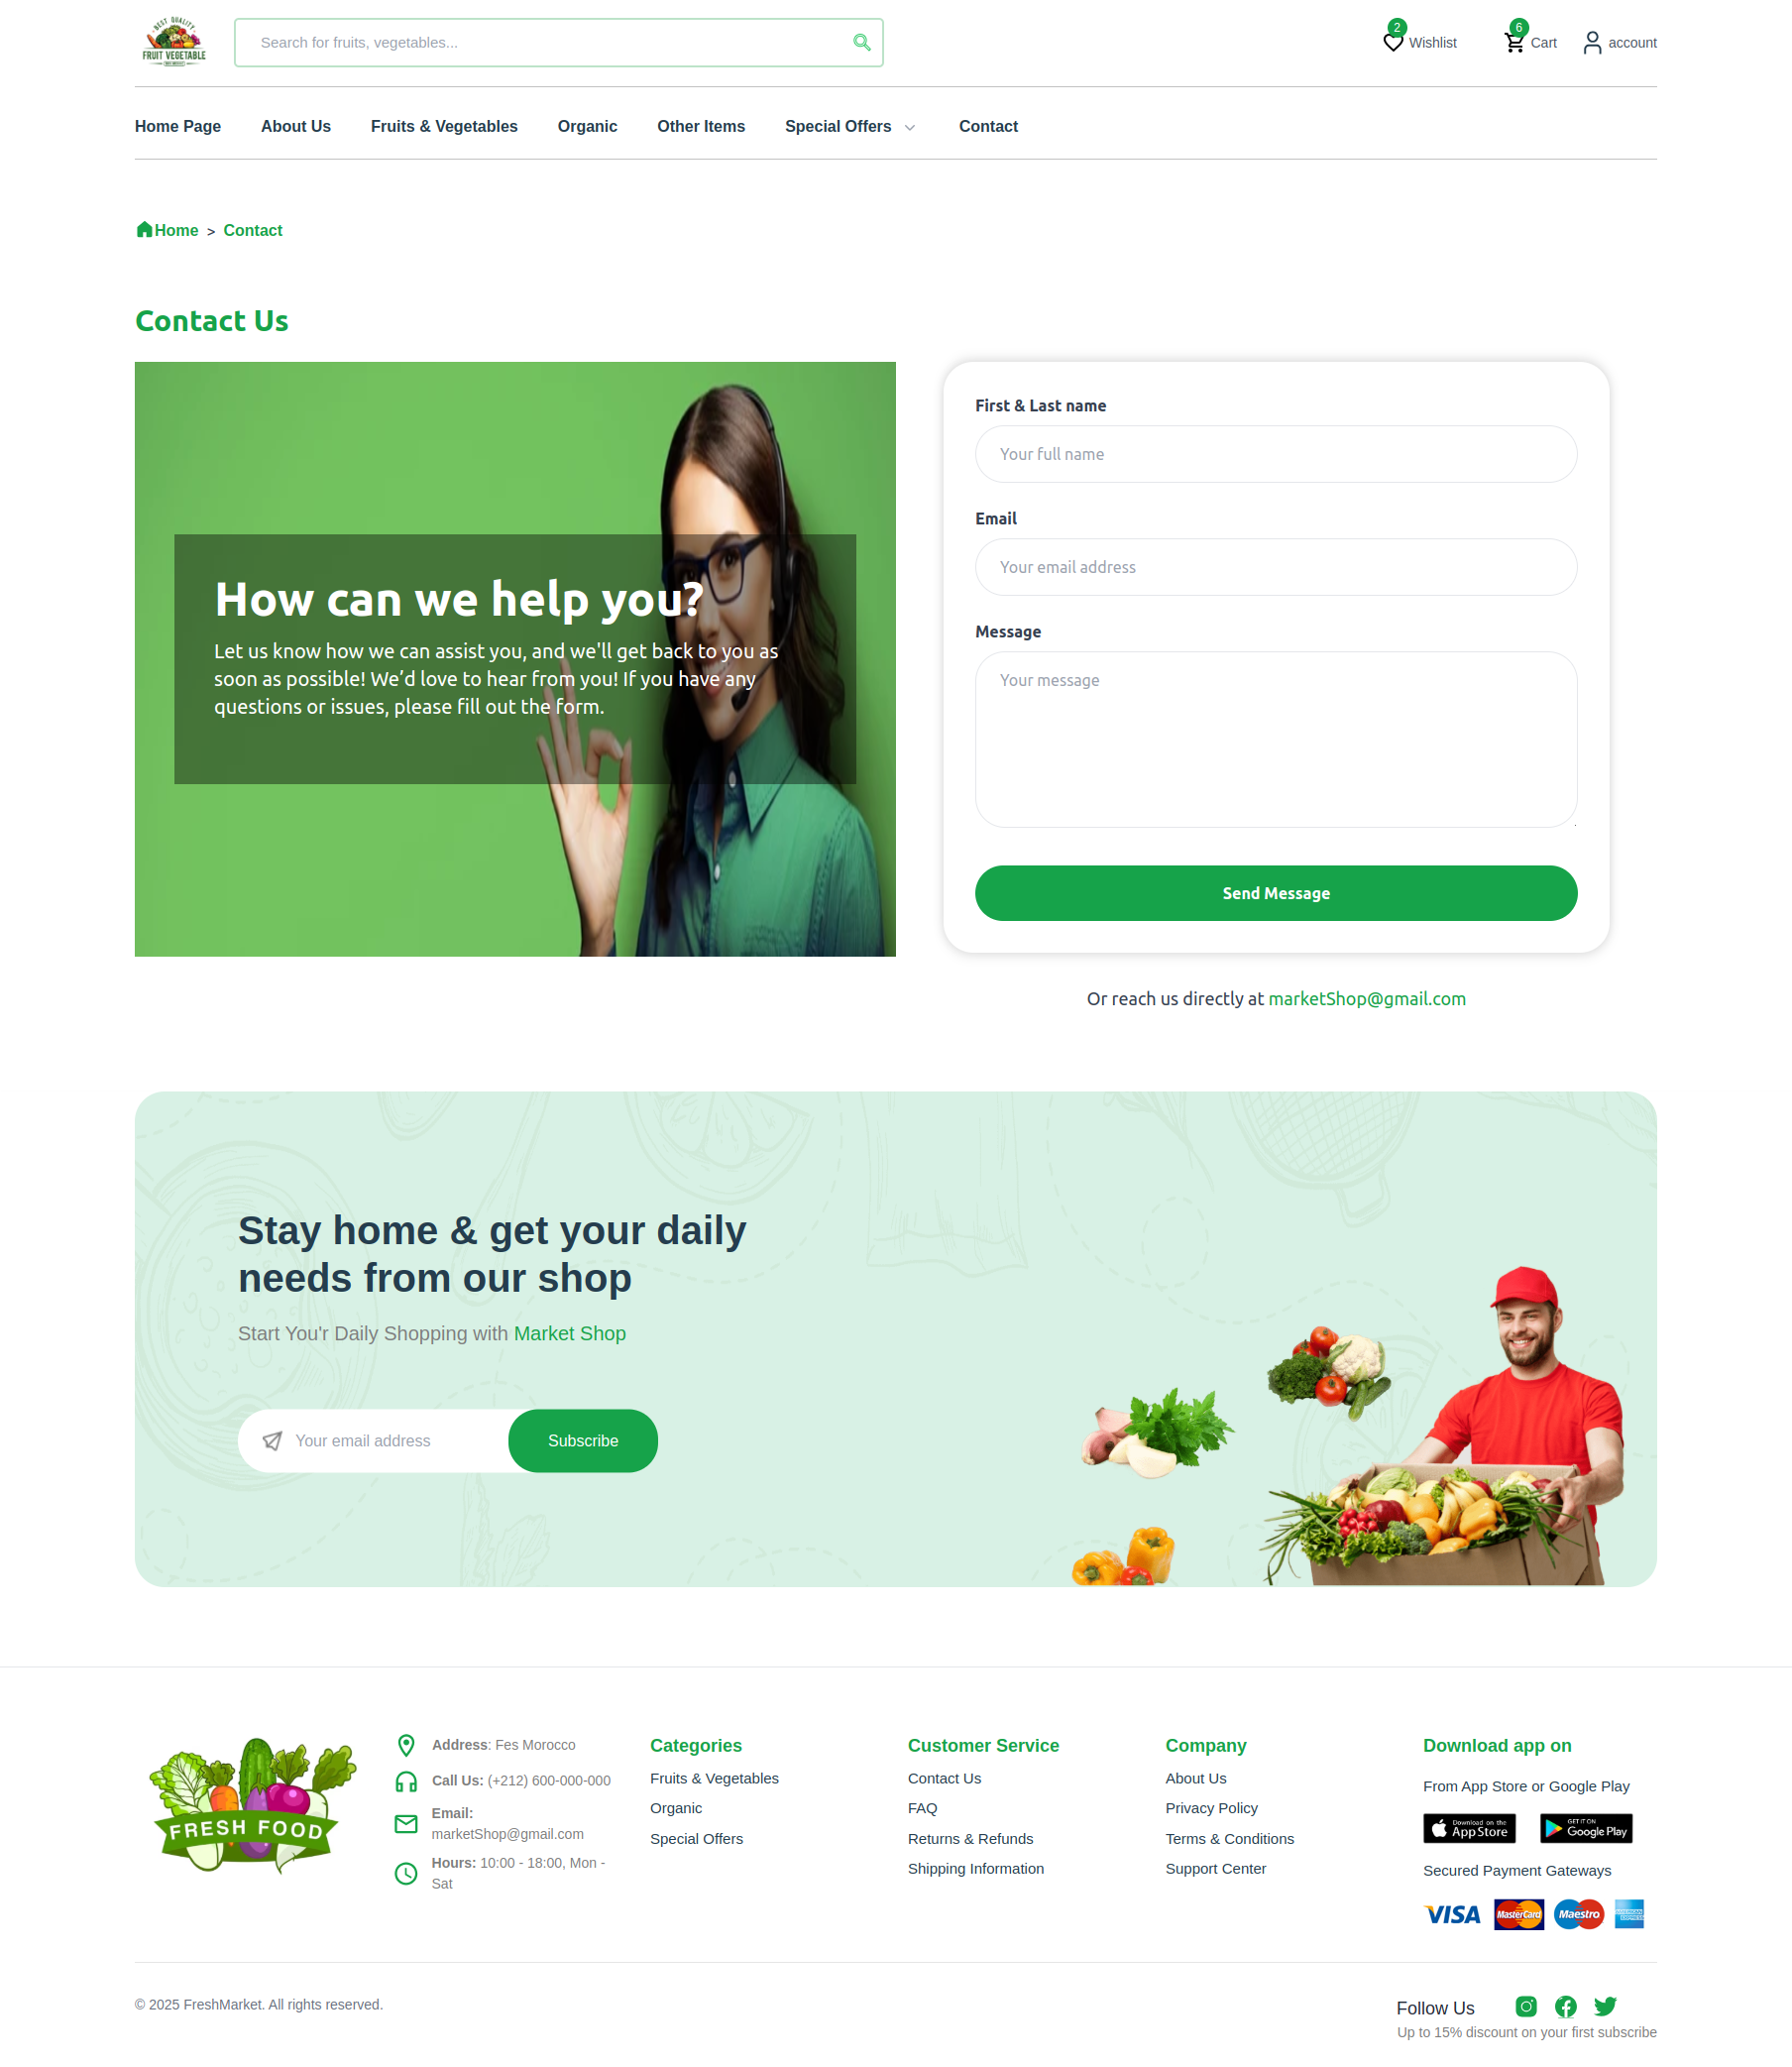 BEST QUALITY
FRUIT VEGETABLE
Search for fruits, vegetables...
2
Wishlist
6
Cart
account
Home Page
About Us
Fruits & Vegetables
Organic
Other Items
Special Offers
Contact
Home > Contact
Contact Us
How can we help you?
Let us know how we can assist you, and we'll get back to you as
soon as possible! We’d love to hear from you! If you have any
questions or issues, please fill out the form.
First & Last name
Your full name
Email
Your email address
Message
Your message
Send Message
Or reach us directly at marketShop@gmail.com
Stay home & get your daily
needs from our shop
Start You'r Daily Shopping with Market Shop
Your email address
Subscribe
FRESH FOOD
Address: Fes Morocco
Call Us: (+212) 600-000-000
Email:
marketShop@gmail.com
Hours: 10:00 - 18:00, Mon -
Sat
Categories
Fruits & Vegetables
Organic
Special Offers
Customer Service
Contact Us
FAQ
Returns & Refunds
Shipping Information
Company
About Us
Privacy Policy
Terms & Conditions
Support Center
Download app on
From App Store or Google Play
Download on the
App Store
GET IT ON
Google Play
Secured Payment Gateways
VISA
MasterCard
Maestro
AMERICAN
EXPRESS
© 2025 FreshMarket. All rights reserved.
Follow Us
Up to 15% discount on your first subscribe